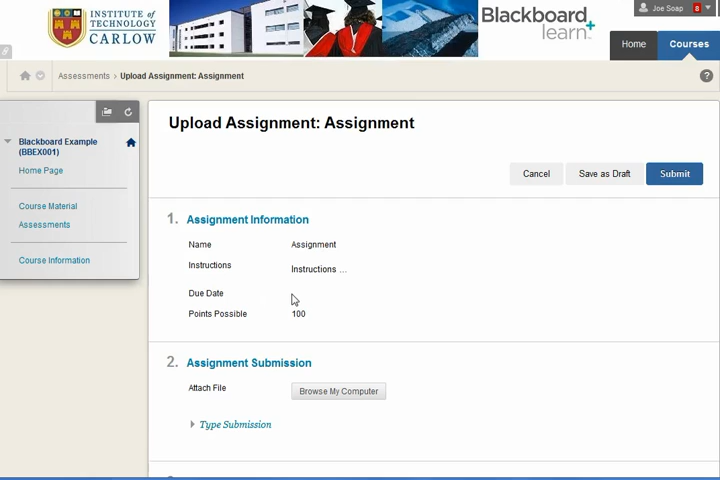 INSTITUTE of
TECHNOLOGY
CARLOW
Blackboard
learn+
Joe Soap 8
Home
Courses
Assessments > Upload Assignment: Assignment
?
Blackboard Example
(BBEX001)
Home Page
Course Material
Assessments
Course Information
Upload Assignment: Assignment
Cancel
Save as Draft
Submit
1. Assignment Information
Name Assignment
Instructions Instructions ...
Due Date
Points Possible 100
2. Assignment Submission
Attach File Browse My Computer
Type Submission